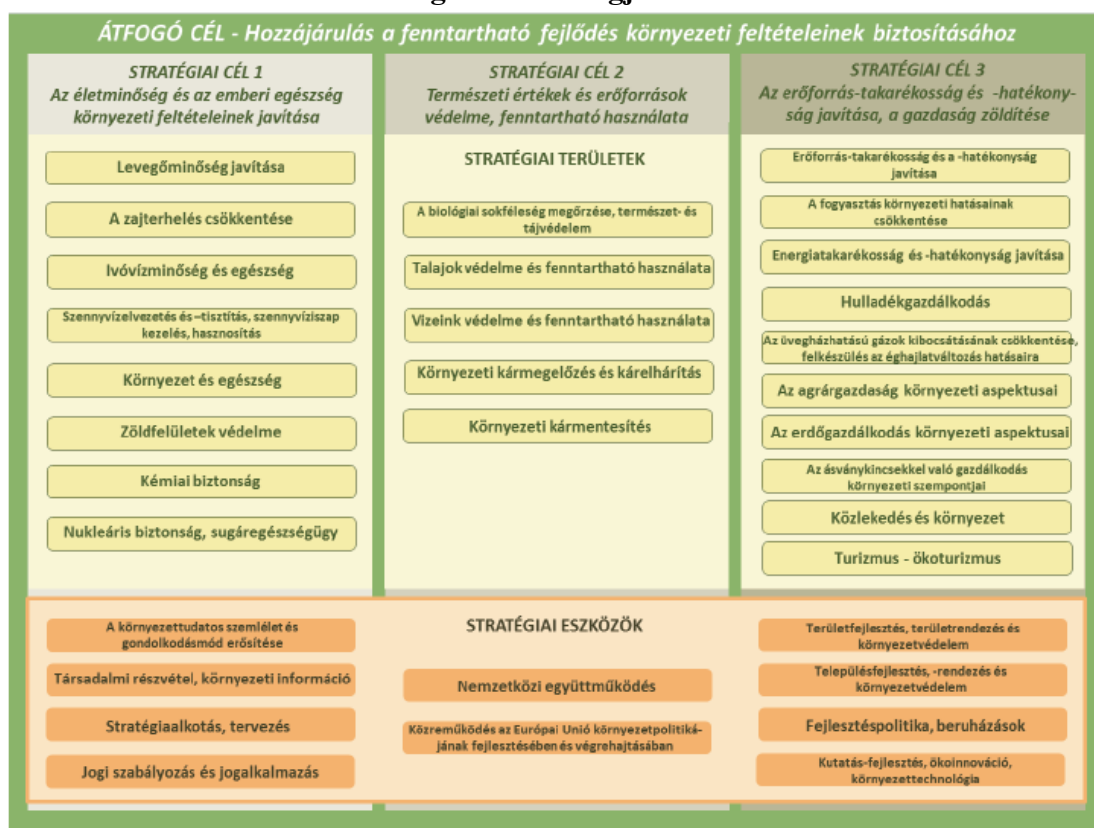 ÁTFOGÓ CÉL - Hozzájárulás a fenntartható fejlődés környezeti feltételeinek biztosításához
STRATÉGIAI CÉL 1
Az életminőség és az emberi egészség
környezeti feltételeinek javítása
Levegőminőség javítása
A zajterhelés csökkentése
Ivóvízminőség és egészség
Szennyvízelvezetés és –tisztítás, szennyvíziszap
kezelés, hasznosítás
Környezet és egészség
Zöldfelületek védelme
Kémiai biztonság
Nukleáris biztonság, sugáregészségügy
STRATÉGIAI CÉL 2
Természeti értékek és erőforrások
védelme, fenntartható használata
STRATÉGIAI TERÜLETEK
A biológiai sokféleség megőrzése, természet- és
tájvédelem
Talajok védelme és fenntartható használata
Vizeink védelme és fenntartható használata
Környezeti kármegelőzés és kárelhárítás
Környezeti kármentesítés
STRATÉGIAI CÉL 3
Az erőforrás-takarékosság és -hatékony-
ság javítása, a gazdaság zöldítése
Erőforrás-takarékosság és a -hatékonyság
javítása
A fogyasztás környezeti hatásainak
csökkentése
Energiatakarékosság és -hatékonyság javítása
Hulladékgazdálkodás
Az üvegházhatású gázok kibocsátásának csökkentése,
felkészülés az éghajlatváltozás hatásaira
Az agrárgazdaság környezeti aspektusai
Az erdőgazdálkodás környezeti aspektusai
Az ásványkincsekkel való gazdálkodás
környezeti szempontjai
Közlekedés és környezet
Turizmus - ökoturizmus
A környezettudatos szemlélet és
gondolkodásmód erősítése
Társadalmi részvétel, környezeti információ
Stratégiaalkotás, tervezés
Jogi szabályozás és jogalkalmazás
STRATÉGIAI ESZKÖZÖK
Nemzetközi együttműködés
Közreműködés az Európai Unió környezetpolitiká-
jának fejlesztésében és végrehajtásában
Területfejlesztés, területrendezés és
környezetvédelem
Településfejlesztés, -rendezés és
környezetvédelem
Fejlesztéspolitika, beruházások
Kutatás-fejlesztés, ökoinnováció,
környezettechnológia